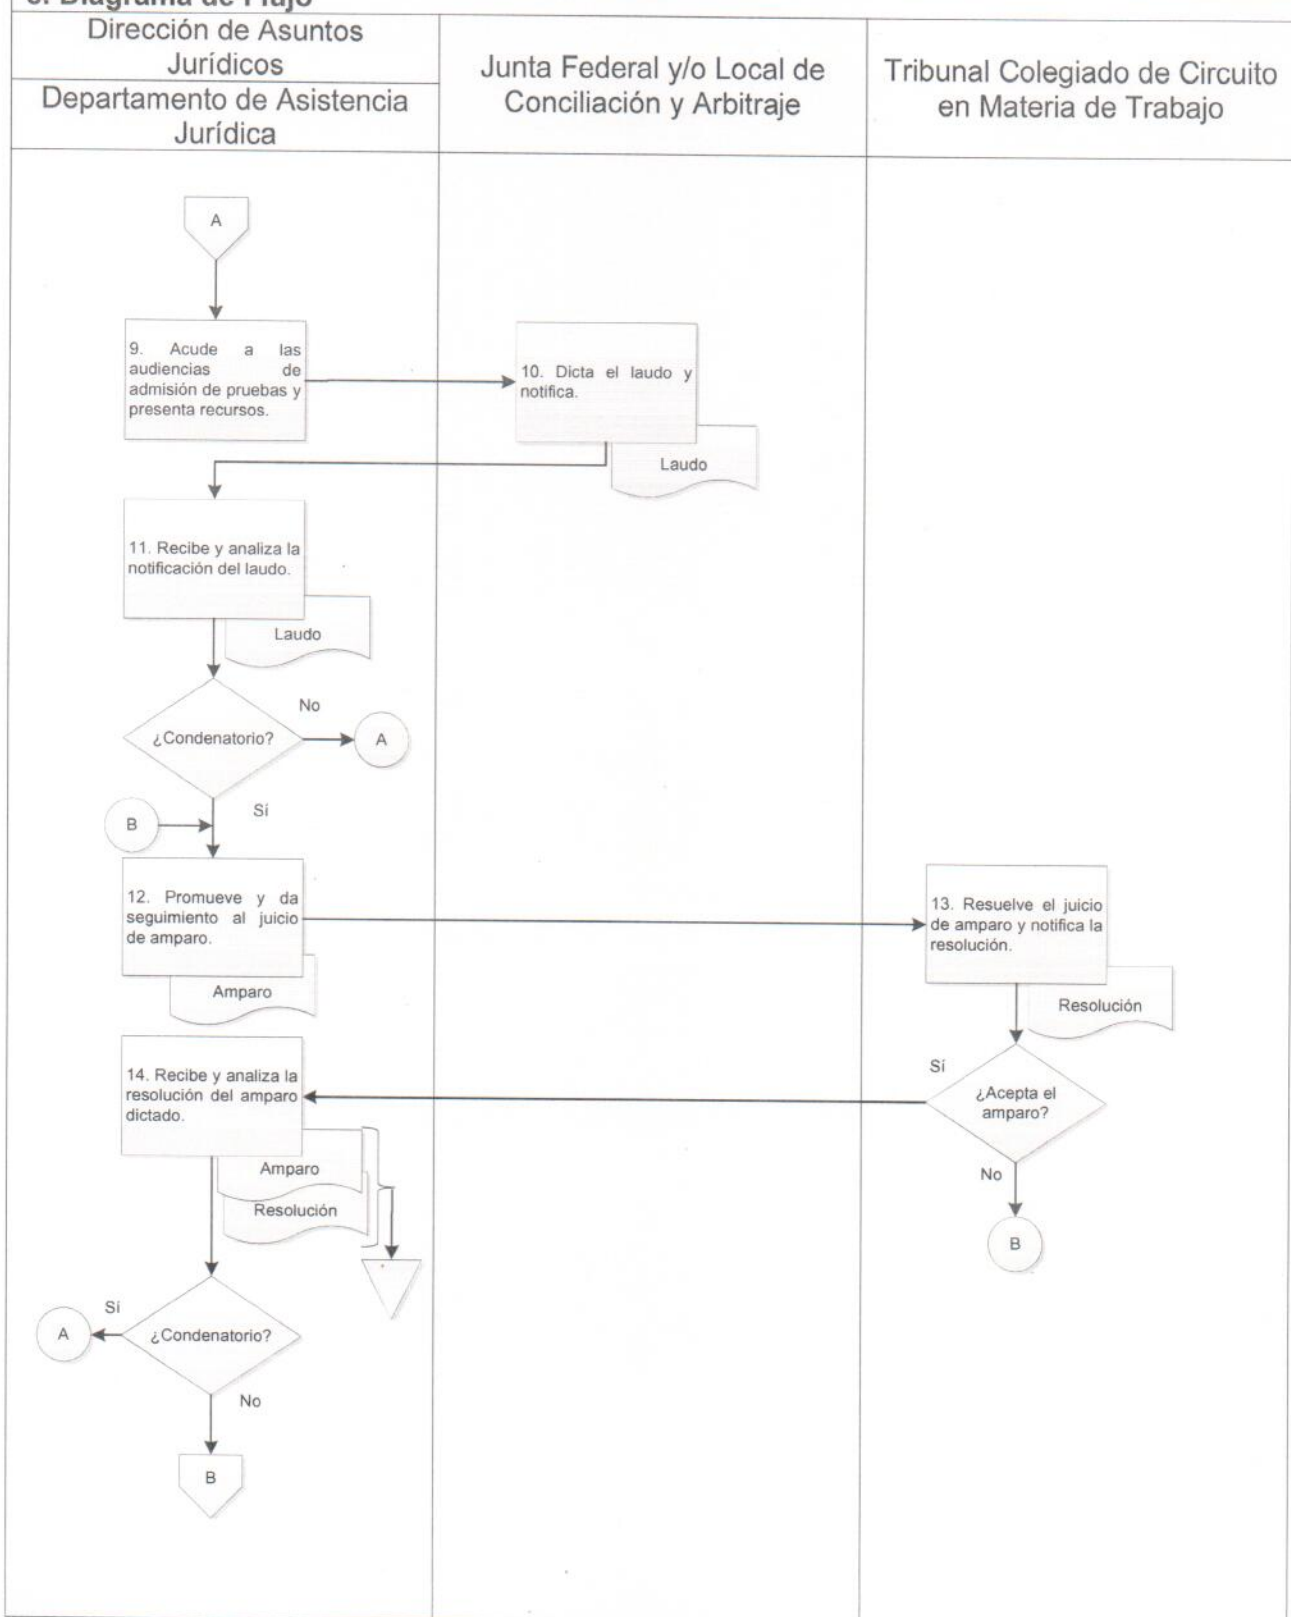 Diagrama de Flujo
Dirección de Asuntos
Jurídicos
Departamento de Asistencia
Jurídica
Junta Federal y/o Local de
Conciliación y Arbitraje
Tribunal Colegiado de Circuito
en Materia de Trabajo
A
9. Acude a las
audiencias de
admisión de pruebas y
presenta recursos.
10. Dicta el laudo y
notifica.
Laudo
11. Recibe y analiza la
notificación del laudo.
Laudo
¿Condenatorio?
No
A
Sí
B
12. Promueve y da
seguimiento al juicio
de amparo.
Amparo
13. Resuelve el juicio
de amparo y notifica la
resolución.
Resolución
¿Acepta el
amparo?
Sí
No
B
14. Recibe y analiza la
resolución del amparo
dictado.
Amparo
Resolución
¿Condenatorio?
Sí
A
No
B